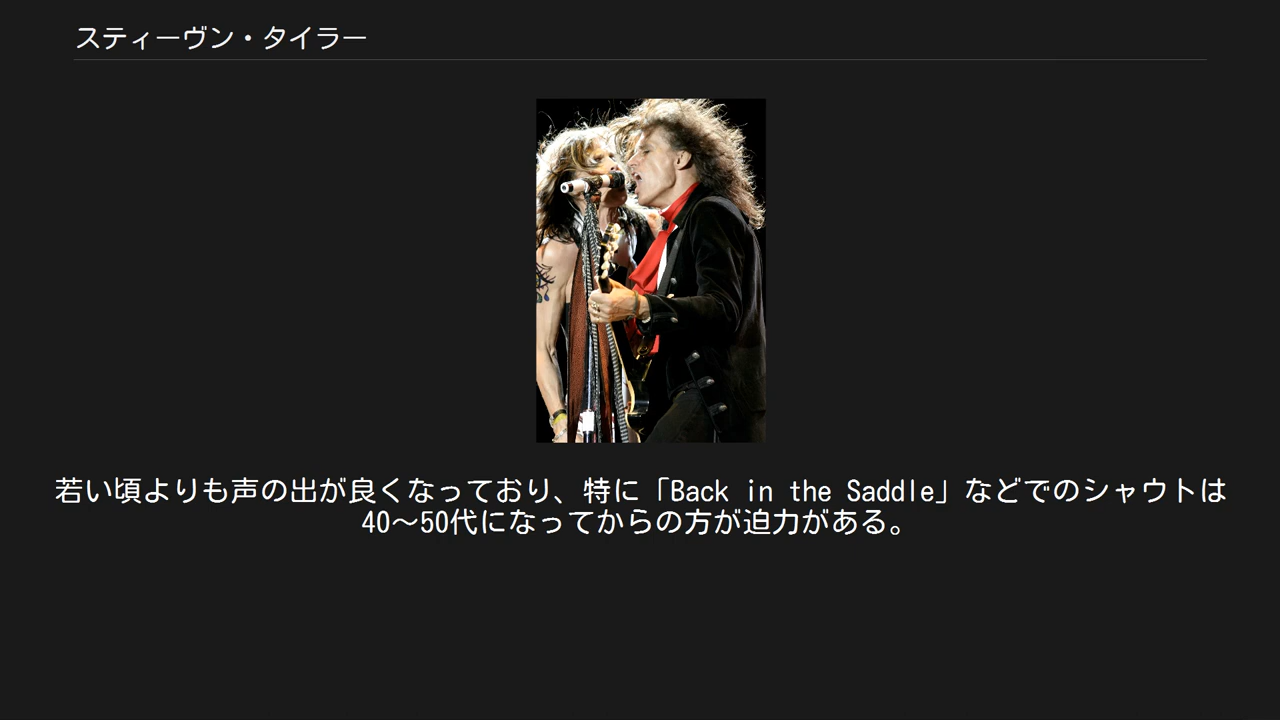 スティーヴン・タイラー
若い頃よりも声の出が良くなっており、特に「Back in the Saddle」などでのシャウトは
40～50代になってからの方が迫力がある。